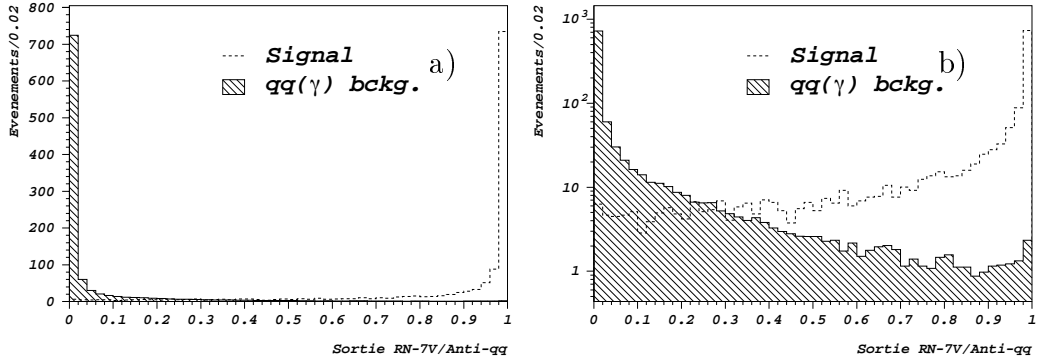 Evenements/0.02
800
700
600
500
400
300
200
100
0
0 0.1 0.2 0.3 0.4 0.5 0.6 0.7 0.8 0.9 1
Sortie RN-7V/Anti-qq
Signal
qq(γ) bckg.
a)
Evenements/0.02
10³
10²
10
1
0 0.1 0.2 0.3 0.4 0.5 0.6 0.7 0.8 0.9 1
Sortie RN-7V/Anti-qq
Signal
qq(γ) bckg.
b)